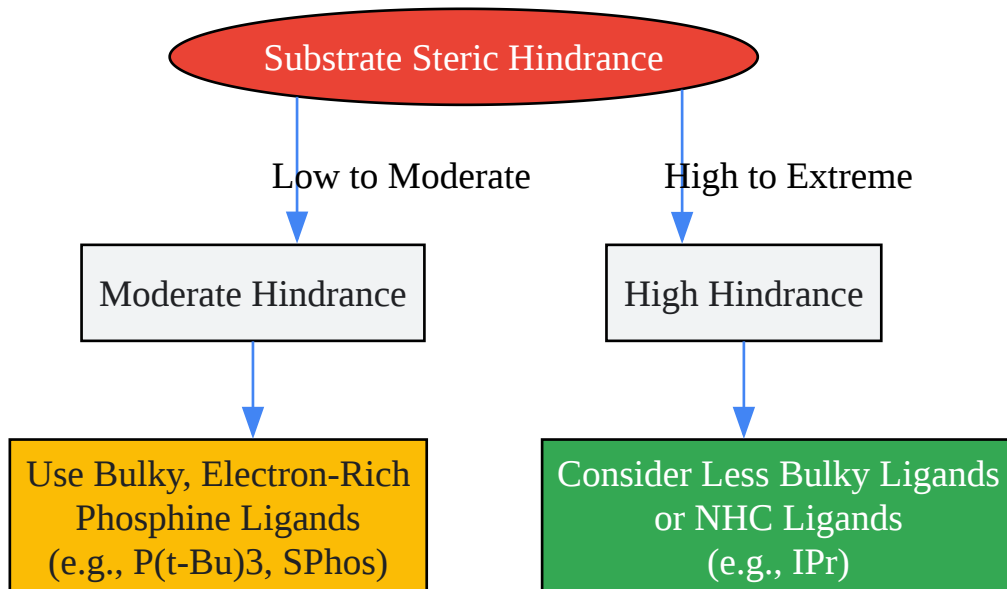 Substrate Steric Hindrance
Low to Moderate
High to Extreme
Moderate Hindrance
High Hindrance
Use Bulky, Electron-Rich
Phosphine Ligands
(e.g., P(t-Bu)3, SPhos)
Consider Less Bulky Ligands
or NHC Ligands
(e.g., IPr)